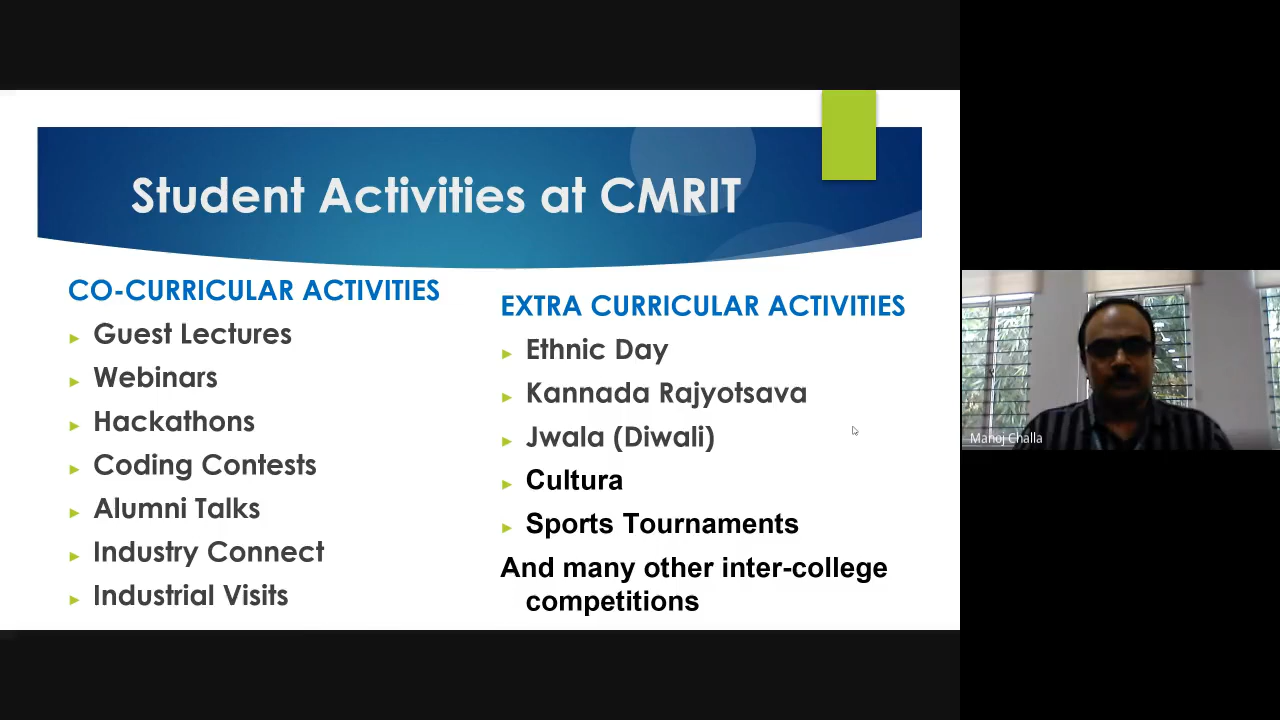 Student Activities at CMRIT
CO-CURRICULAR ACTIVITIES
Guest Lectures
Webinars
Hackathons
Coding Contests
Alumni Talks
Industry Connect
Industrial Visits
EXTRA CURRICULAR ACTIVITIES
Ethnic Day
Kannada Rajyotsava
Jwala (Diwali)
Cultura
Sports Tournaments
And many other inter-college
competitions
Manoj Challa